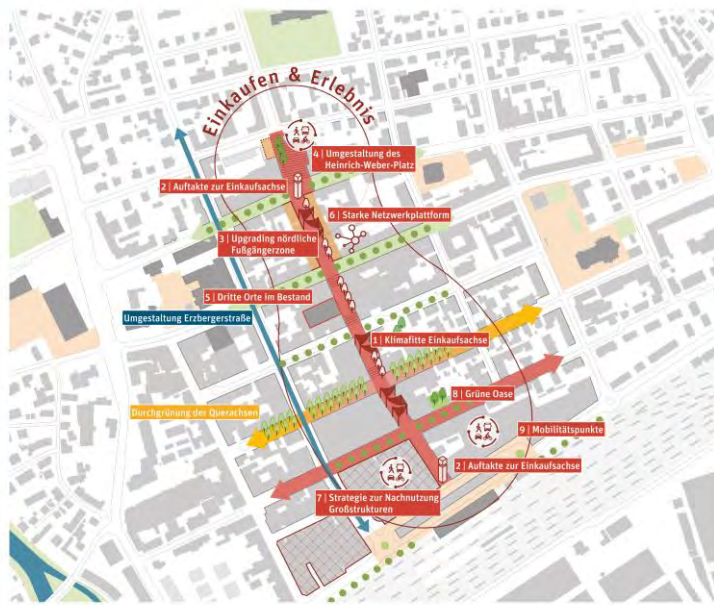 Einkaufen & Erlebnis
4 | Umgestaltung des
Heinrich-Weber-Platz
2 | Auftakte zur Einkaufsachse
6 | Starke Netzwerkplattform
3 | Upgrading nördliche
Fußgängerzone
5 | Dritte Orte im Bestand
Umgestaltung Erzbergerstraße
1 | Klimafitte Einkaufsachse
8 | Grüne Oase
Durchgrünung der Querachsen
9 | Mobilitätspunkte
2 | Auftakte zur Einkaufsachse
7 | Strategie zur Nachnutzung
Großstrukturen